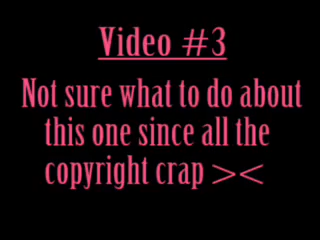 Video #3
Not sure what to do about
this one since all the
copyright crap ><